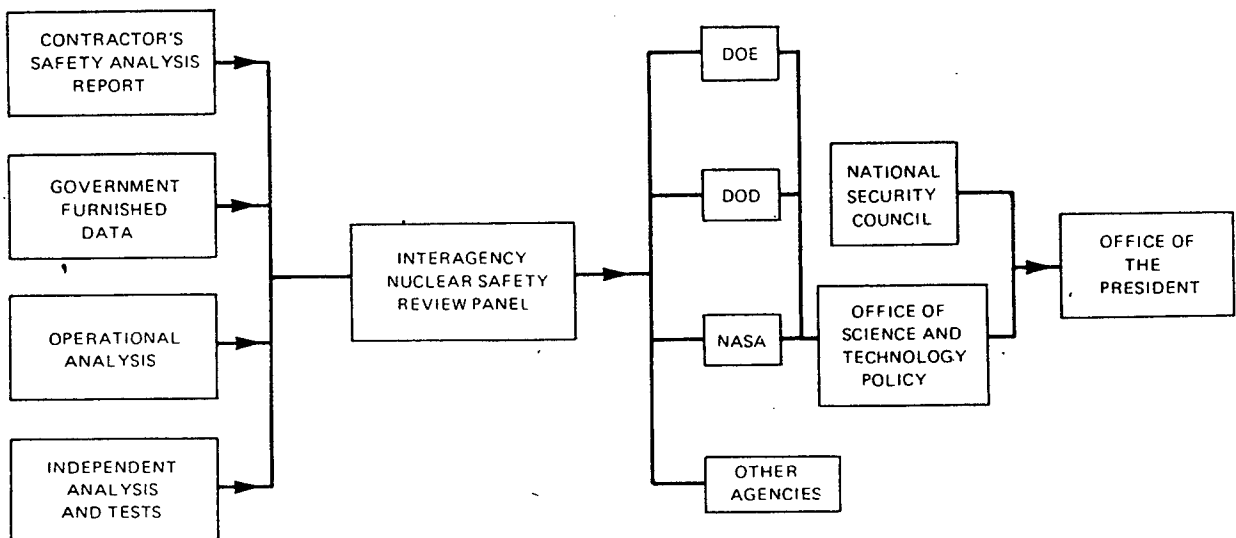 CONTRACTOR'S
SAFETY ANALYSIS
REPORT
GOVERNMENT
FURNISHED
DATA
OPERATIONAL
ANALYSIS
INDEPENDENT
ANALYSIS
AND TESTS
INTERAGENCY
NUCLEAR SAFETY
REVIEW PANEL
DOE
DOD
NASA
OTHER
AGENCIES
NATIONAL
SECURITY
COUNCIL
OFFICE OF
SCIENCE AND
TECHNOLOGY
POLICY
OFFICE OF
THE
PRESIDENT